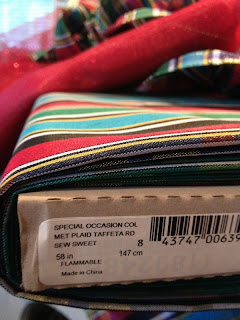 SPECIAL OCCASION COL
MET PLAID TAFFETA RD
SEW SWEET
8 43747 00639
58 in 147 cm
FLAMMABLE
Made in China